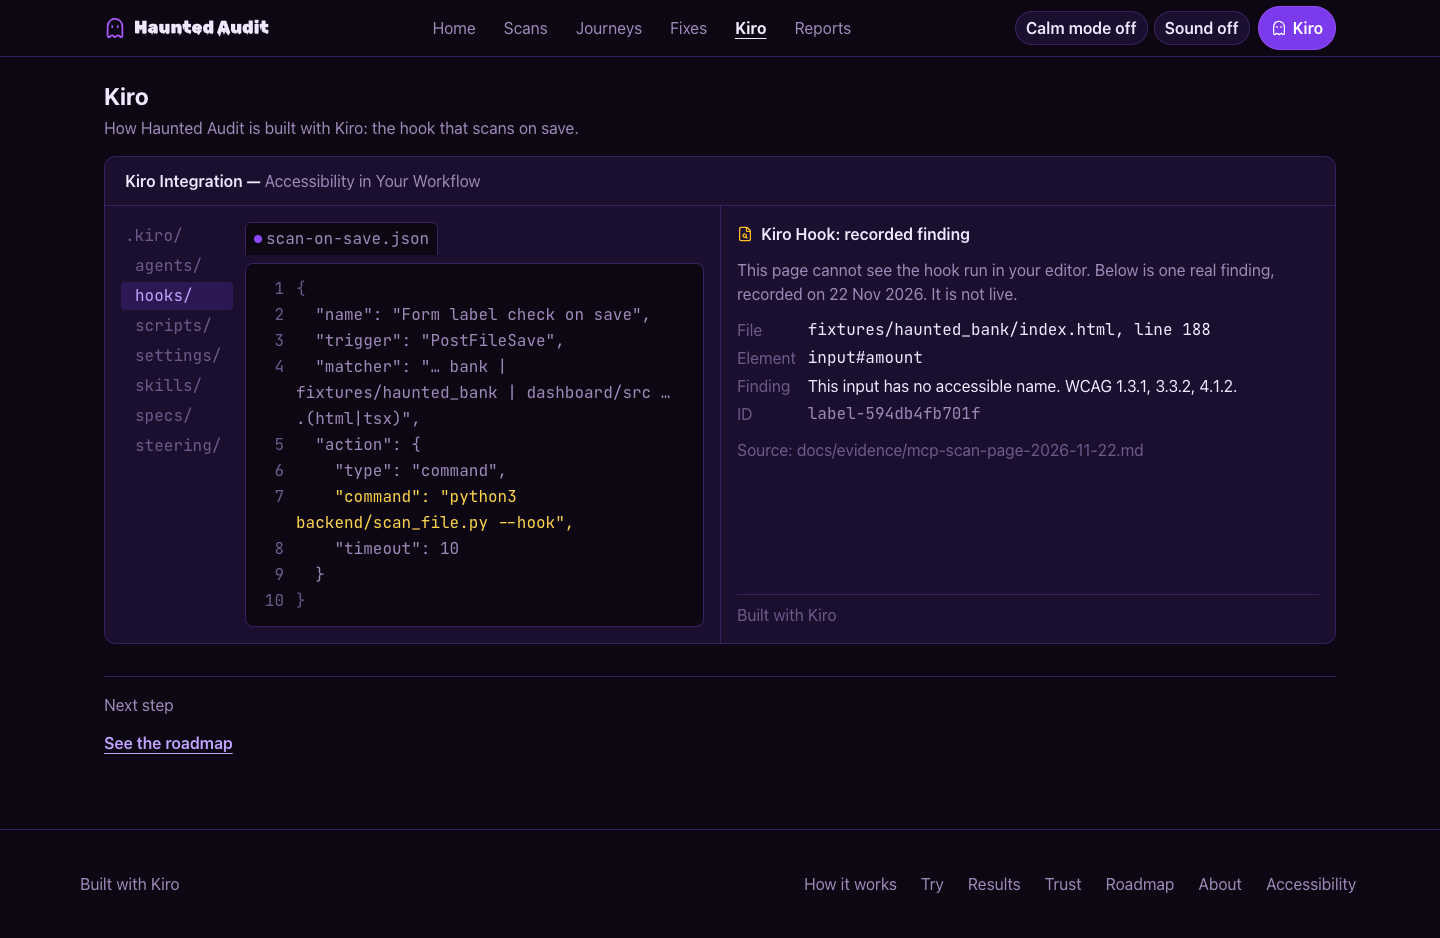 Haunted Audit
Home
Scans
Journeys
Fixes
Kiro
Reports
Calm mode off
Sound off
Kiro
Kiro
How Haunted Audit is built with Kiro: the hook that scans on save.
Kiro Integration — Accessibility in Your Workflow
.kiro/
agents/
hooks/
scripts/
settings/
skills/
specs/
steering/
scan-on-save.json
1 {
2   "name": "Form label check on save",
3   "trigger": "PostFileSave",
4   "matcher": "… bank |
fixtures/haunted_bank | dashboard/src …
.(html|tsx)",
5   "action": {
6     "type": "command",
7     "command": "python3
backend/scan_file.py --hook",
8     "timeout": 10
9   }
10 }
Kiro Hook: recorded finding
This page cannot see the hook run in your editor. Below is one real finding,
recorded on 22 Nov 2026. It is not live.
File fixtures/haunted_bank/index.html, line 188
Element input#amount
Finding This input has no accessible name. WCAG 1.3.1, 3.3.2, 4.1.2.
ID label-594db4fb701f
Source: docs/evidence/mcp-scan-page-2026-11-22.md
Built with Kiro
Next step
See the roadmap
Built with Kiro
How it works
Try
Results
Trust
Roadmap
About
Accessibility